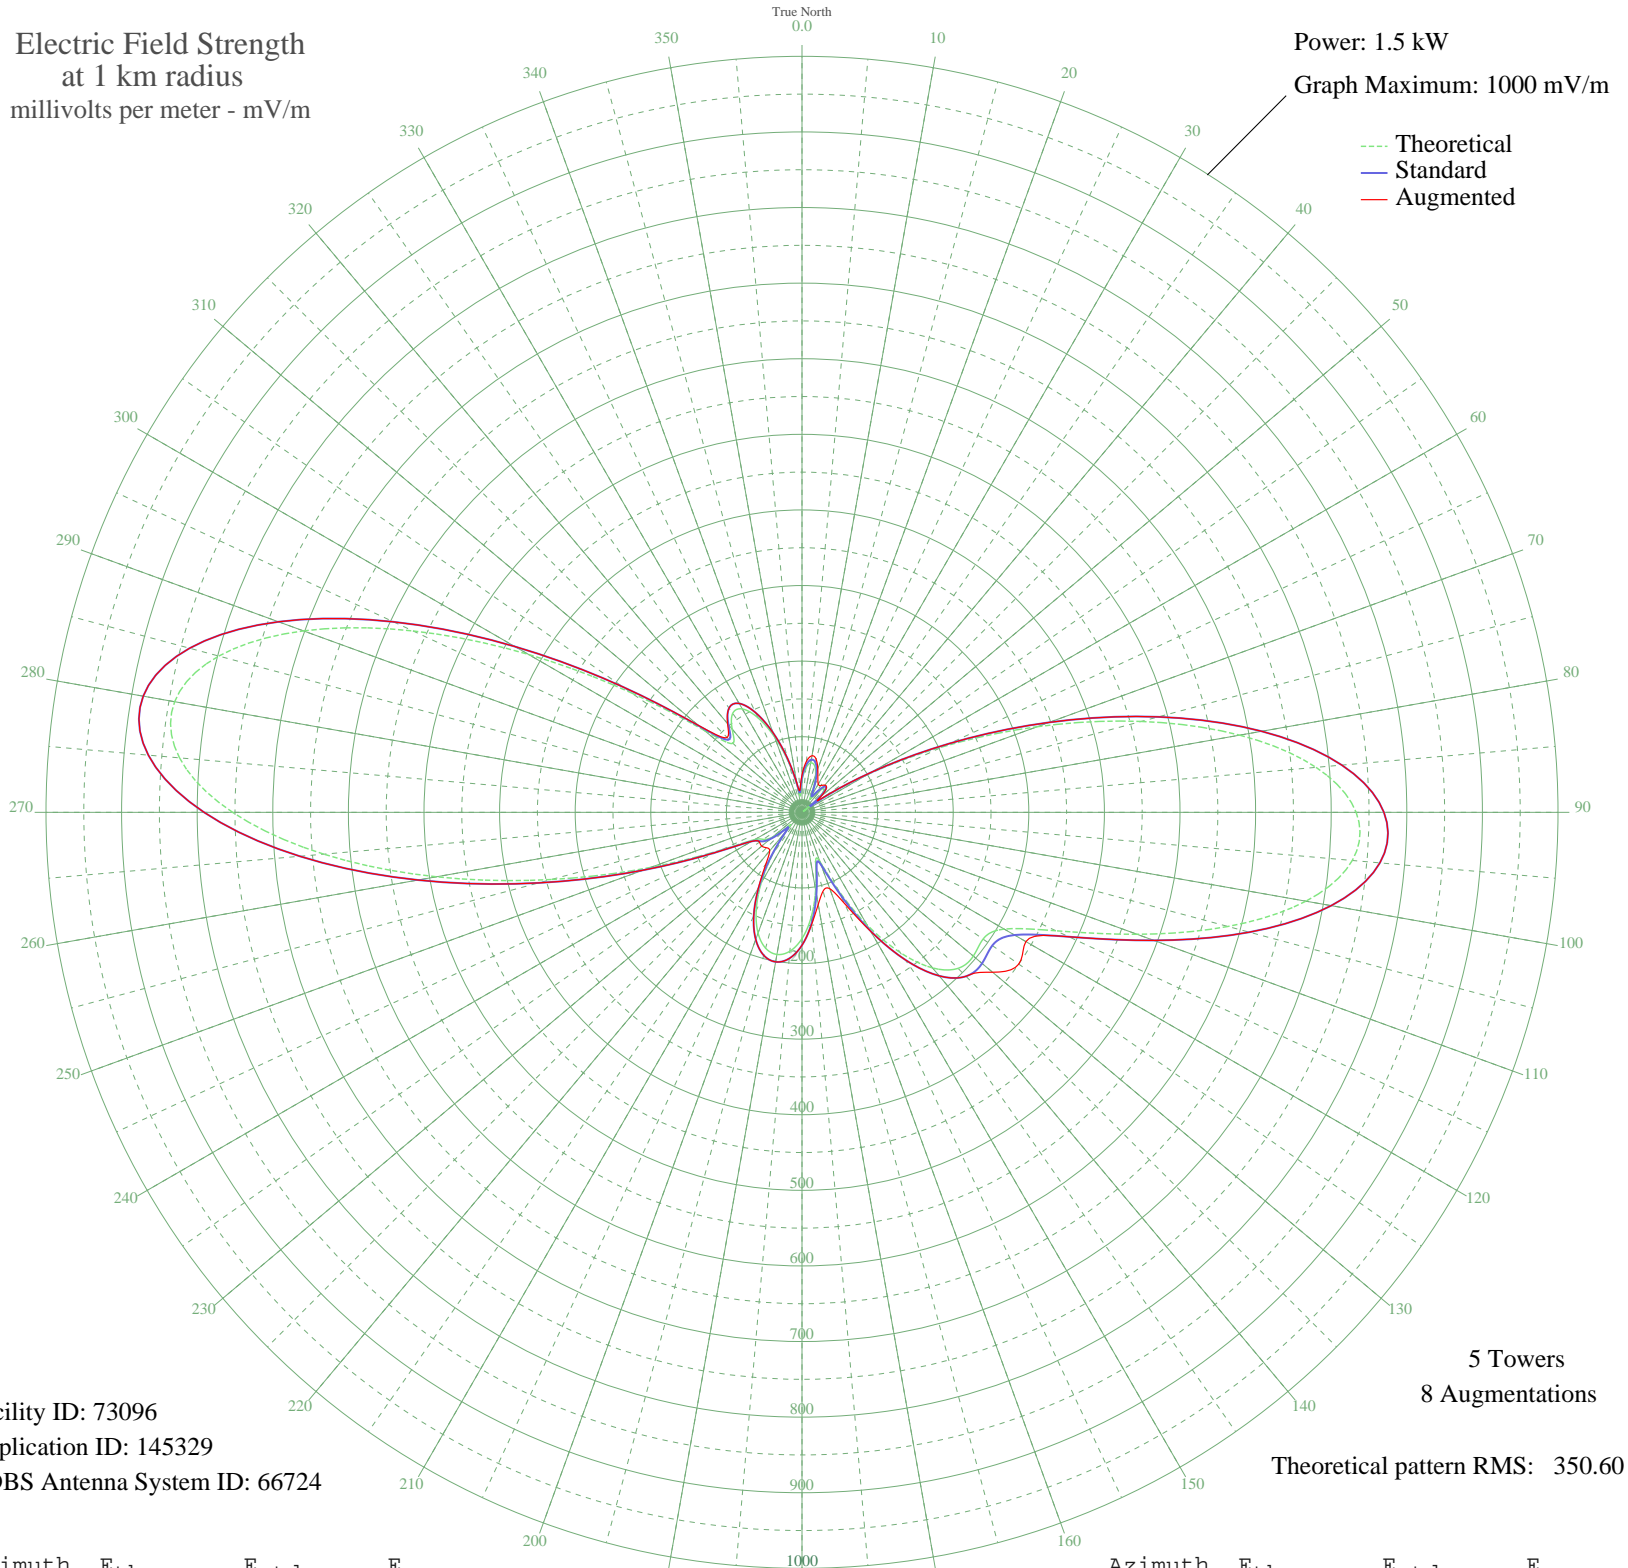 True North
0.0
Electric Field Strength
at 1 km radius
millivolts per meter - mV/m
Power: 1.5 kW
Graph Maximum: 1000 mV/m
Theoretical
Standard
Augmented
10
20
30
40
50
60
70
80
90
100
110
120
130
140
150
160
200
210
220
230
240
250
260
270
280
290
300
310
320
330
340
350
200
300
400
500
600
700
800
900
1000
5 Towers
8 Augmentations
Theoretical pattern RMS: 350.60
cility ID: 73096
plication ID: 145329
DBS Antenna System ID: 66724
Azimuth